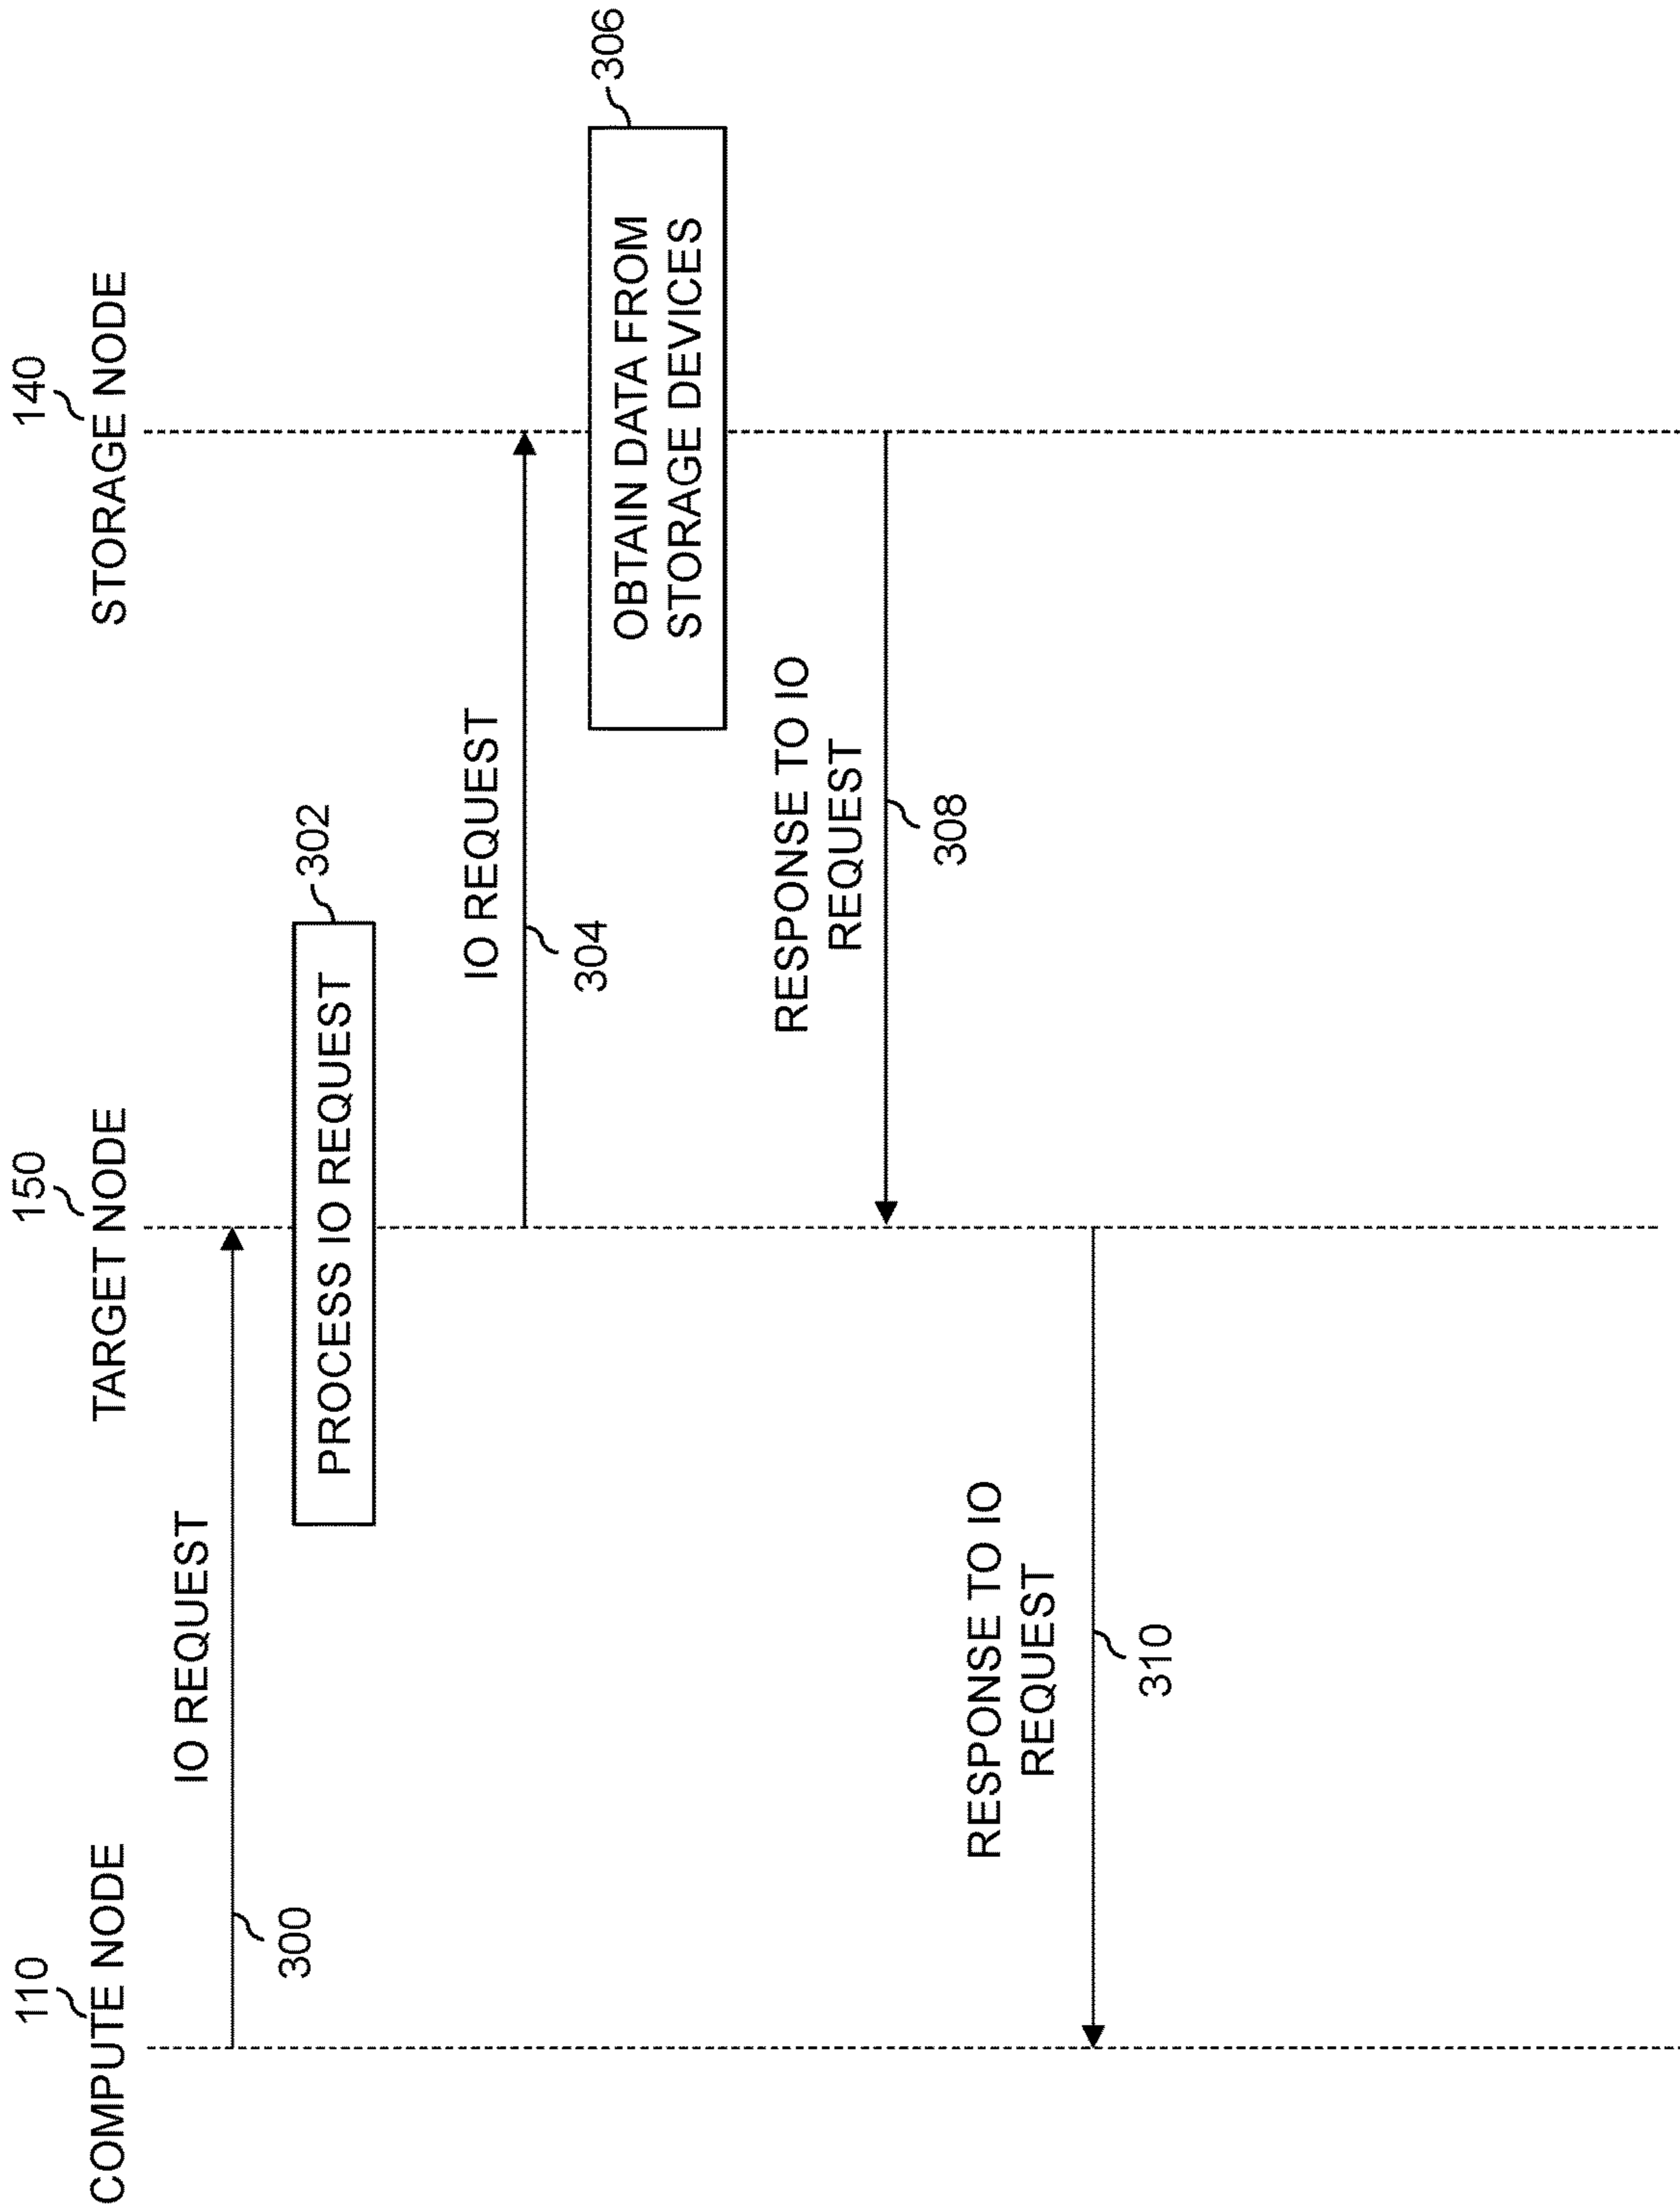 110
COMPUTE NODE
150
TARGET NODE
140
STORAGE NODE
IO REQUEST
300
PROCESS IO REQUEST
302
IO REQUEST
304
OBTAIN DATA FROM
STORAGE DEVICES
306
RESPONSE TO IO
REQUEST
308
RESPONSE TO IO
REQUEST
310